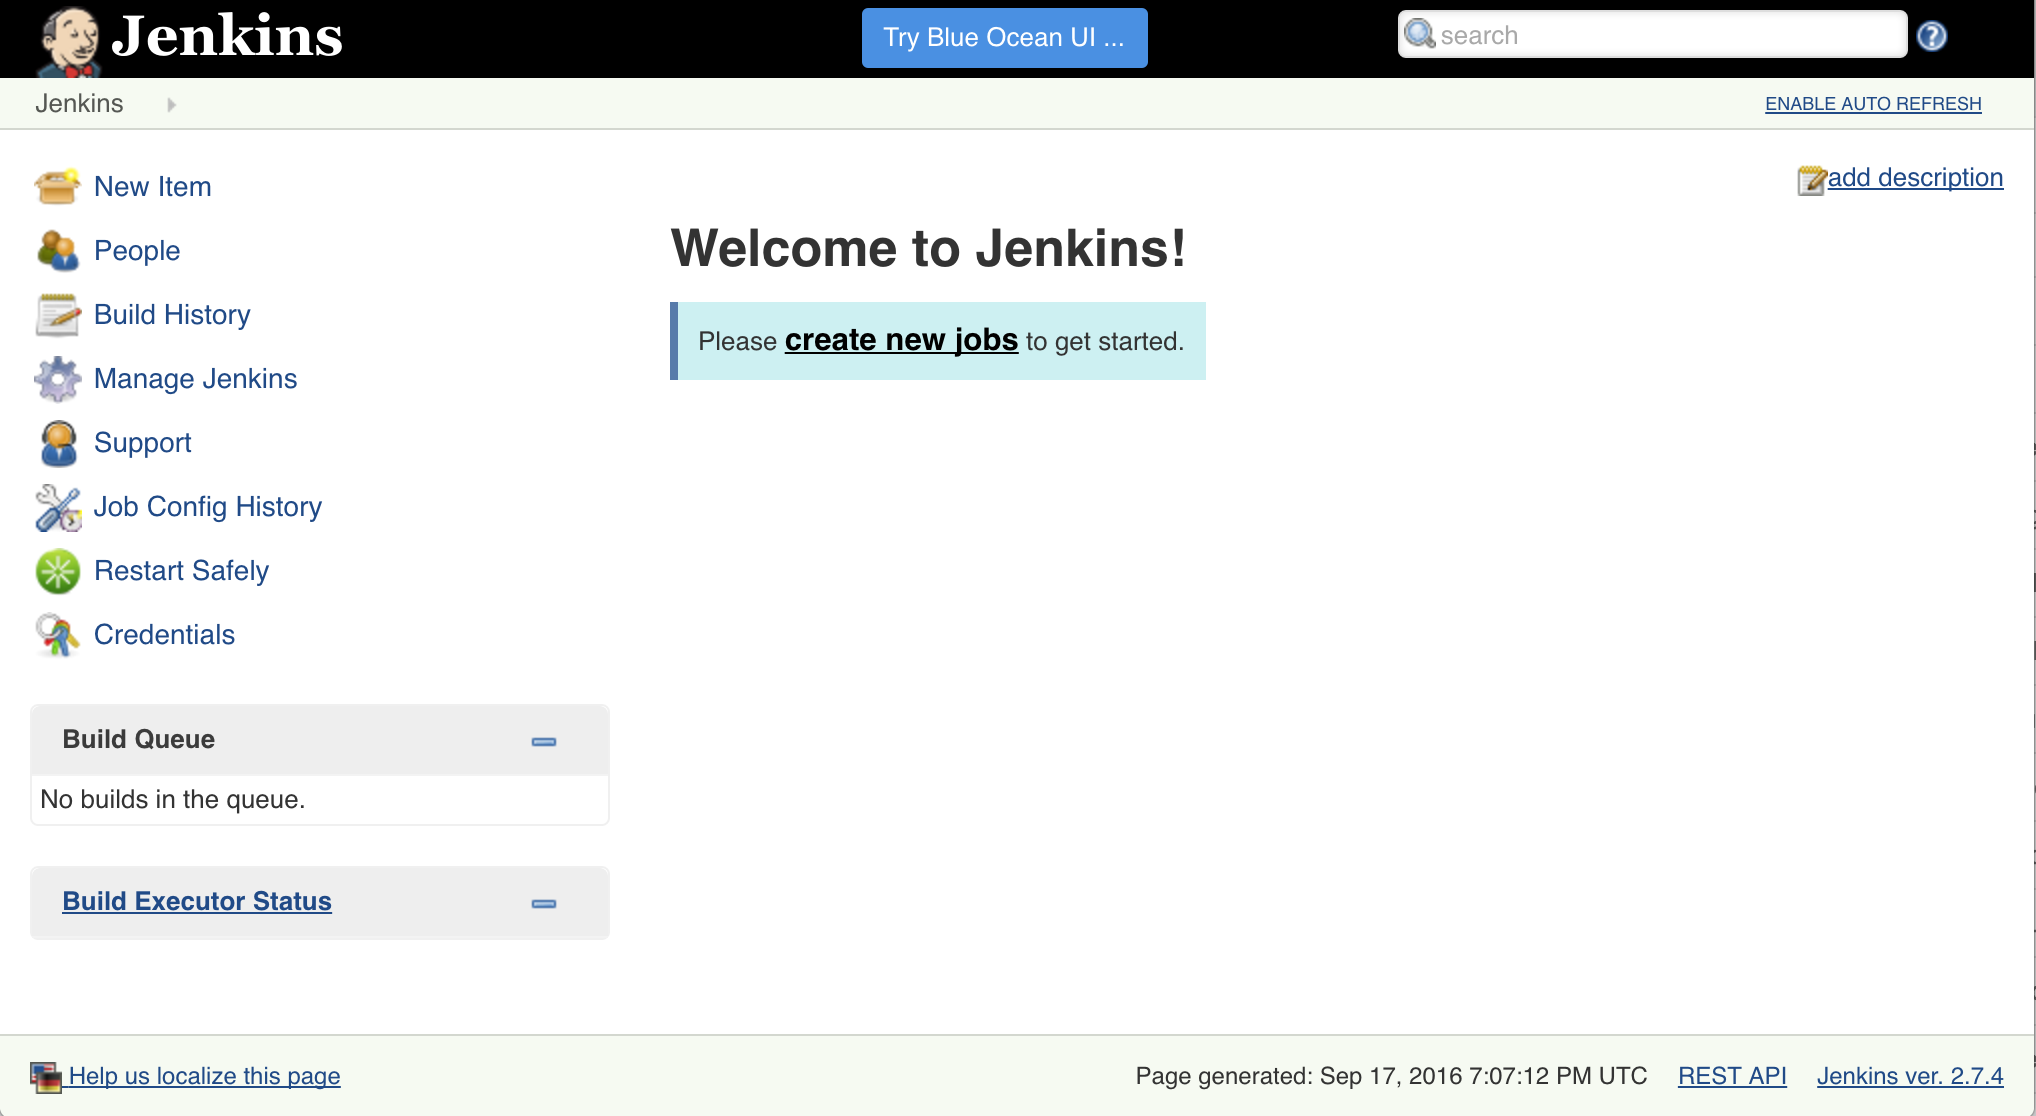 Jenkins
Try Blue Ocean UI ...
search
Jenkins
ENABLE AUTO REFRESH
New Item
People
Build History
Manage Jenkins
Support
Job Config History
Restart Safely
Credentials
Build Queue
No builds in the queue.
Build Executor Status
add description
Welcome to Jenkins!
Please create new jobs to get started.
Help us localize this page
Page generated: Sep 17, 2016 7:07:12 PM UTC
REST API
Jenkins ver. 2.7.4